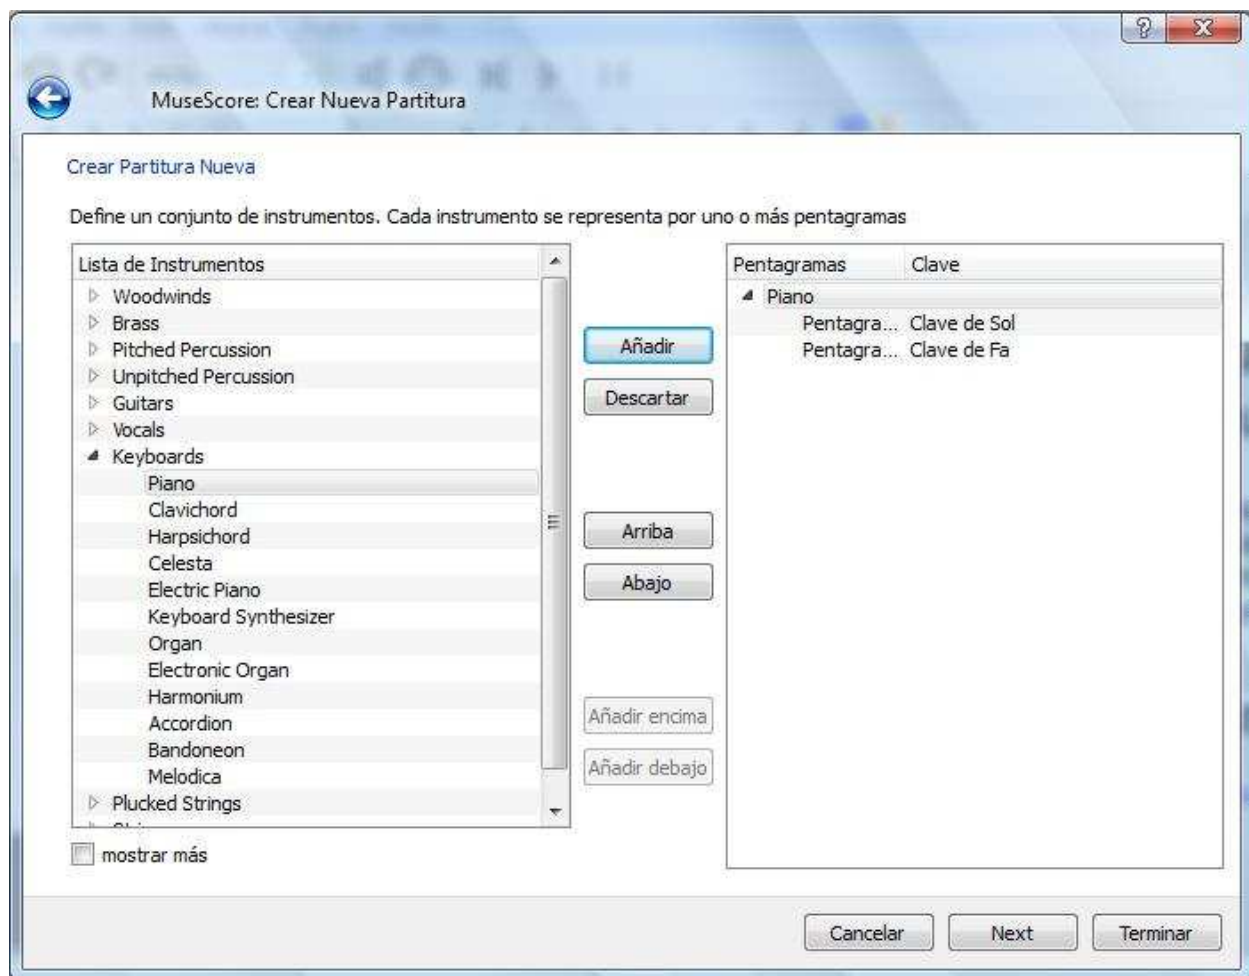 MuseScore: Crear Nueva Partitura
Crear Partitura Nueva
Define un conjunto de instrumentos. Cada instrumento se representa por uno o más pentagramas
Lista de Instrumentos
Woodwinds
Brass
Pitched Percussion
Unpitched Percussion
Guitars
Vocals
Keyboards
Piano
Clavichord
Harpsichord
Celesta
Electric Piano
Keyboard Synthesizer
Organ
Electronic Organ
Harmonium
Accordion
Bandoneon
Melodica
Plucked Strings
mostrar más
Añadir
Descartar
Arriba
Abajo
Añadir encima
Añadir debajo
Pentagramas Clave
Piano
Pentagra... Clave de Sol
Pentagra... Clave de Fa
Cancelar Next Terminar